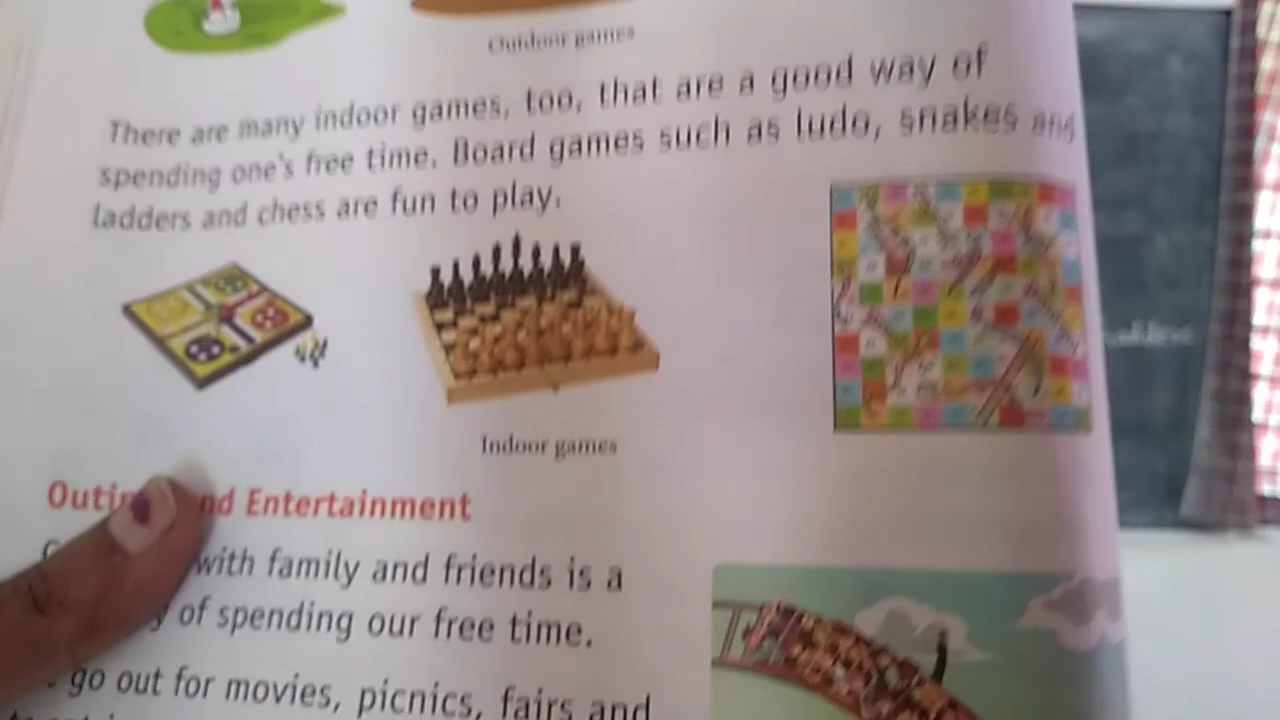 Outdoor games
There are many indoor games, too, that are a good way of
spending one's free time. Board games such as ludo, snakes and
ladders and chess are fun to play.
Indoor games
Entertainment
with family and friends is a
of spending our free time.
go out for movies, picnics, fairs and